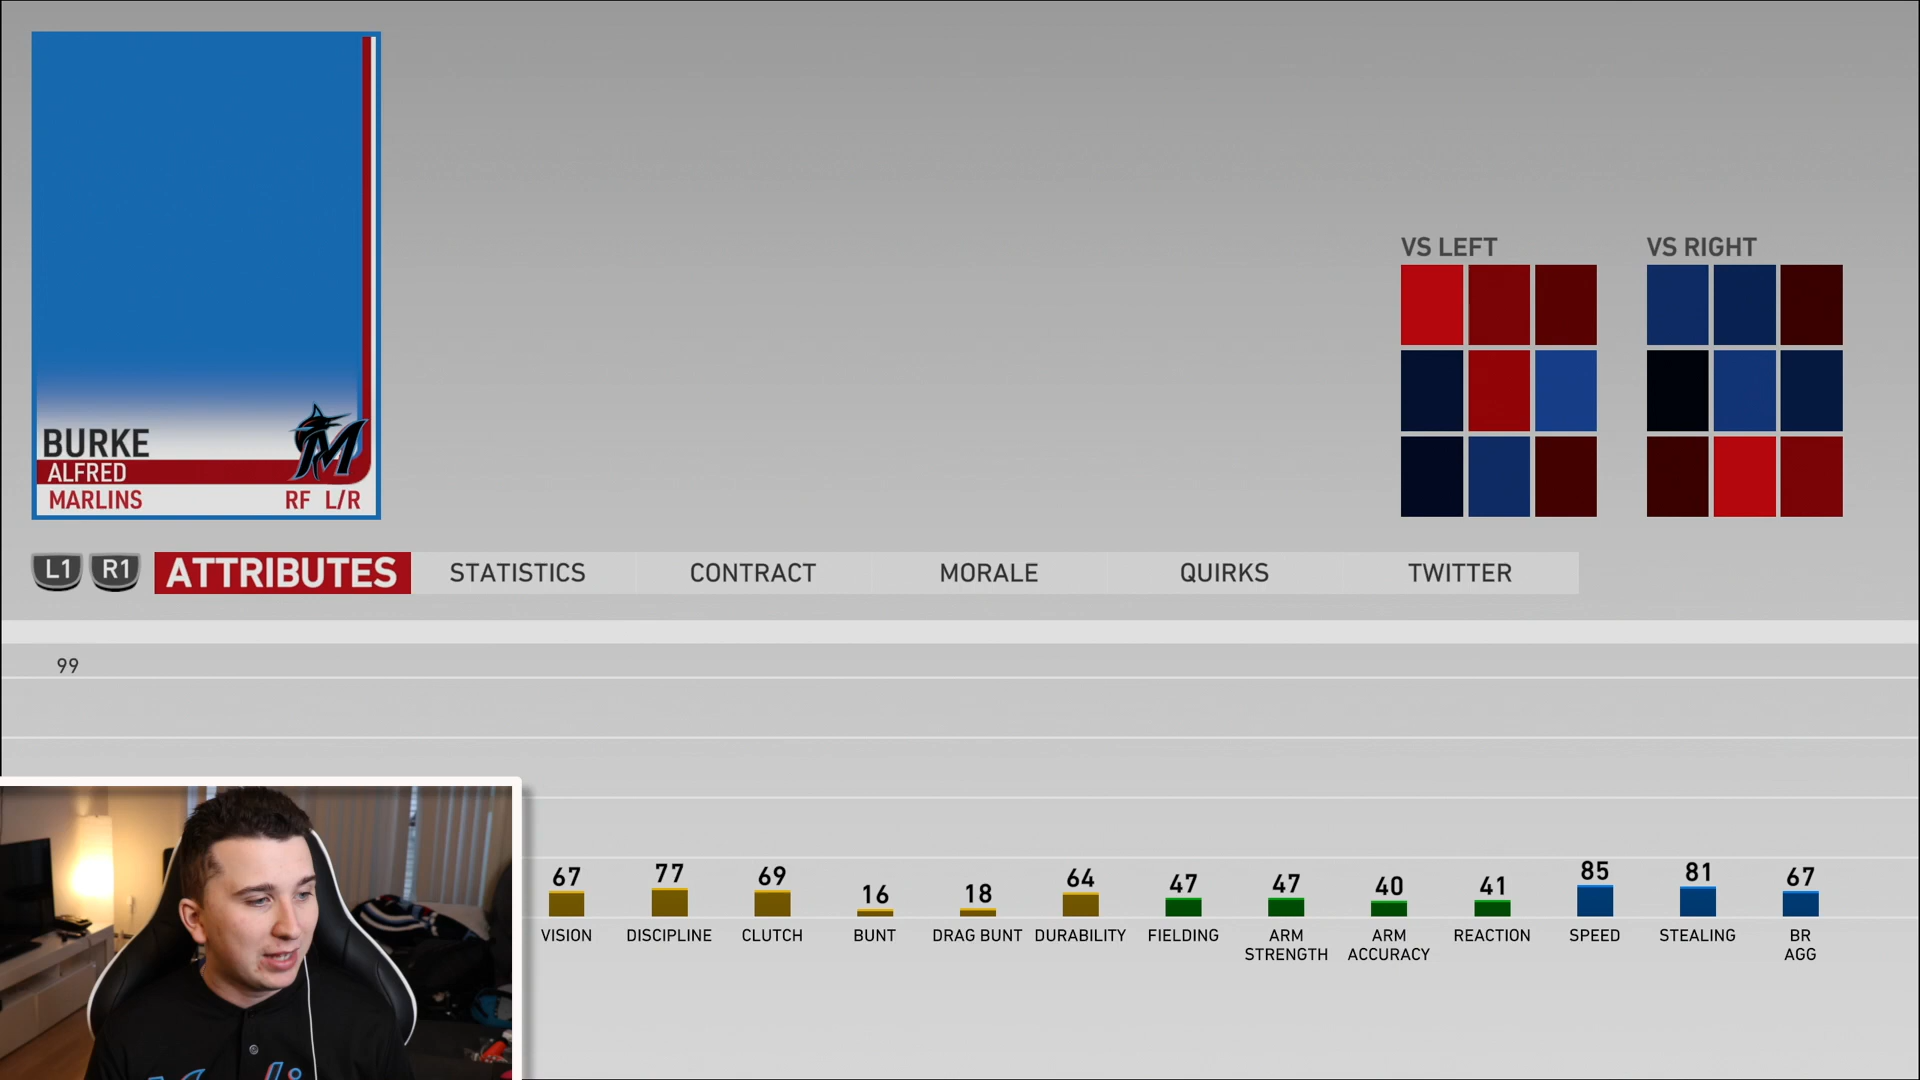 VS LEFT
VS RIGHT
BURKE
ALFRED
MARLINS RF L/R
L1 R1 ATTRIBUTES STATISTICS CONTRACT MORALE QUIRKS TWITTER
99
67 77 69 16 18 64 47 47 40 41 85 81 67
VISION DISCIPLINE CLUTCH BUNT DRAG BUNT DURABILITY FIELDING ARM ARM REACTION SPEED STEALING BR
STRENGTH ACCURACY AGG